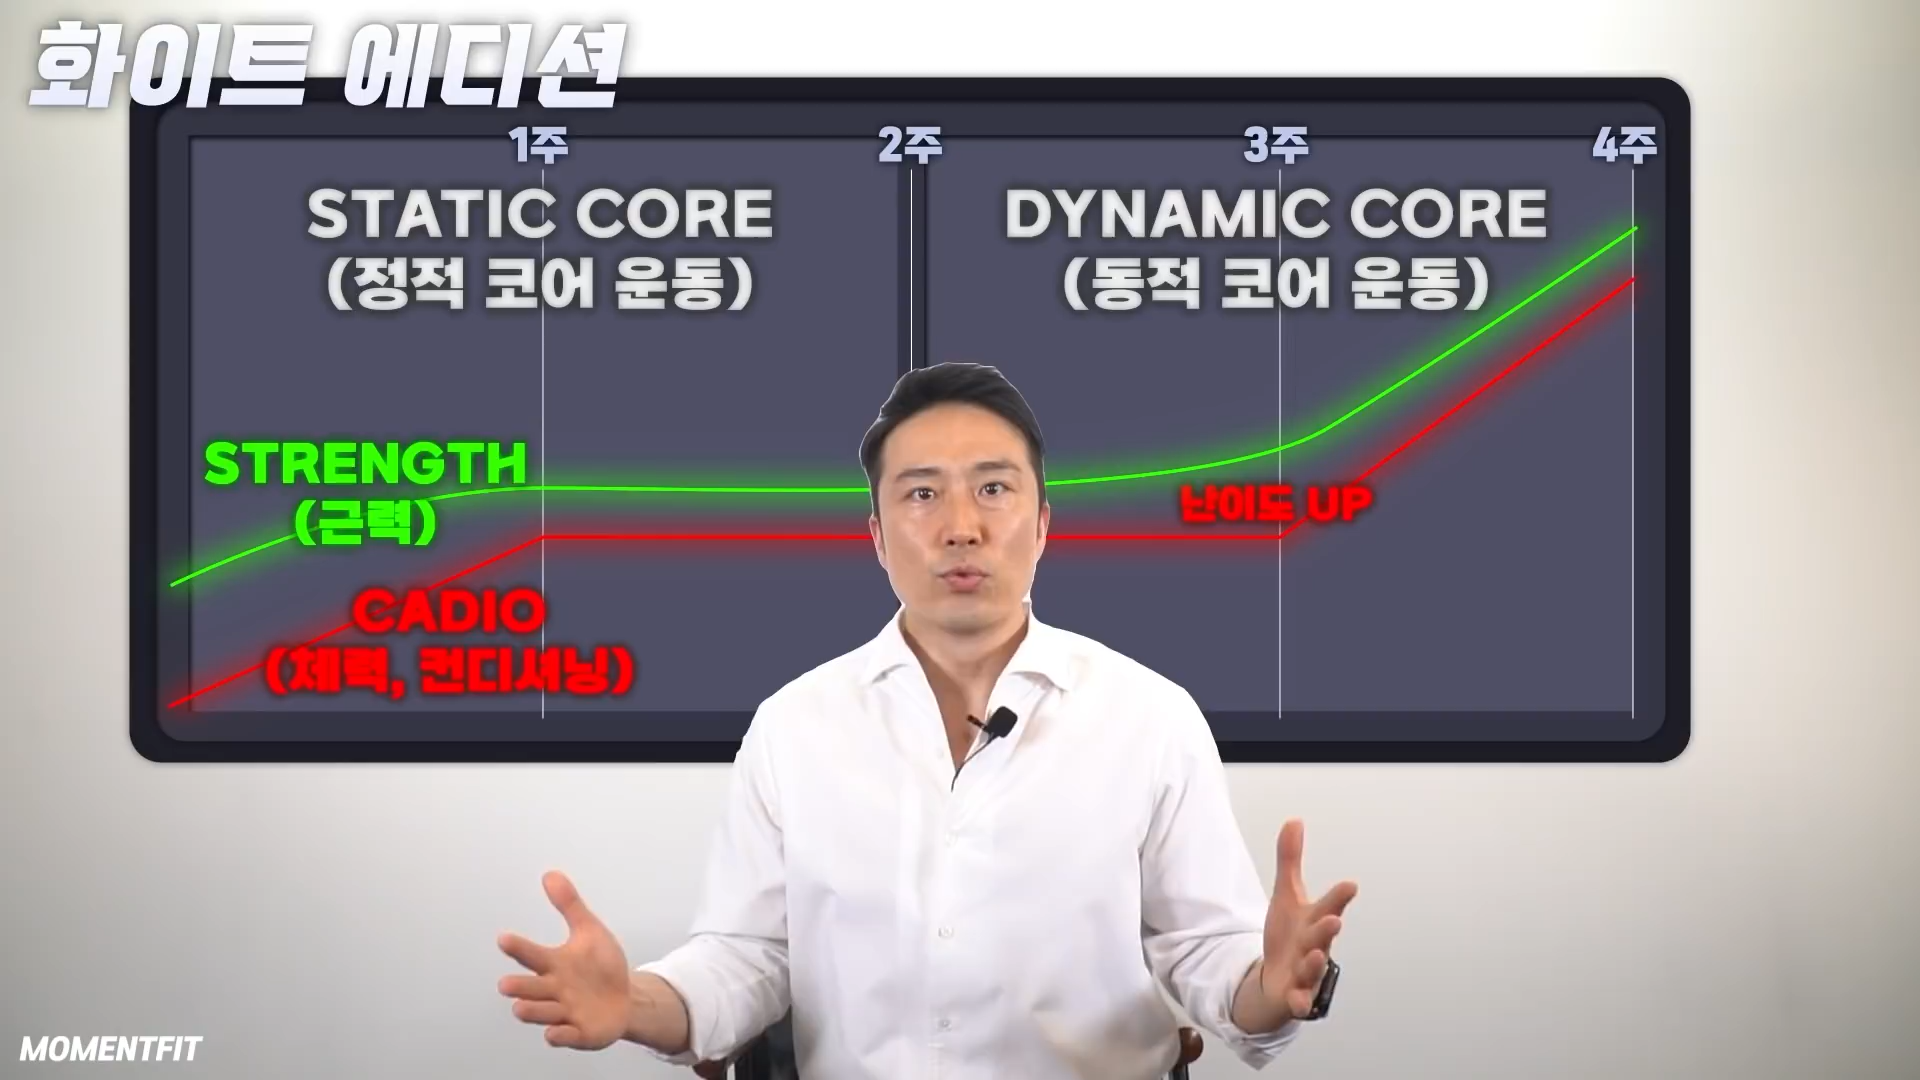 화이트 에디션
1주
2주
3주
4주
STATIC CORE
(정적 코어 운동)
DYNAMIC CORE
(동적 코어 운동)
STRENGTH
(근력)
난이도 UP
CADIO
(체력, 컨디셔닝)
MOMENTFIT